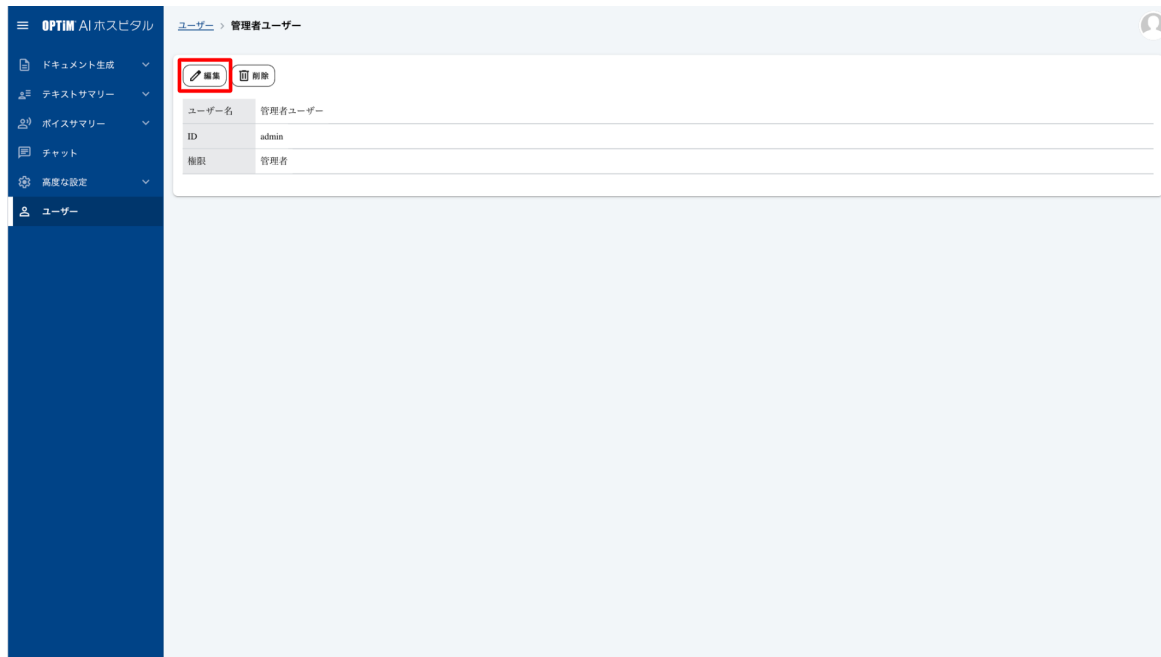 OPTiM AI ホスピタル
ユーザー > 管理者ユーザー
ドキュメント生成
テキストサマリー
ボイスサマリー
チャット
高度な設定
ユーザー
編集 削除
ユーザー名 管理者ユーザー
ID admin
権限 管理者